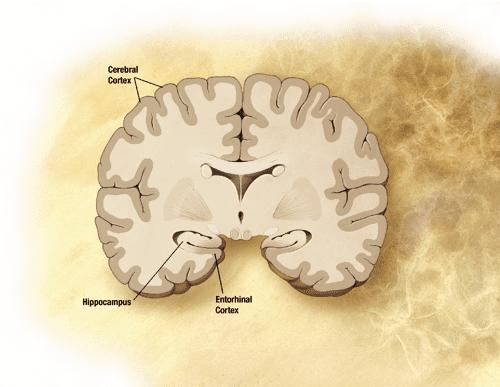 Cerebral
Cortex
Hippocampus
Entorhinal
Cortex